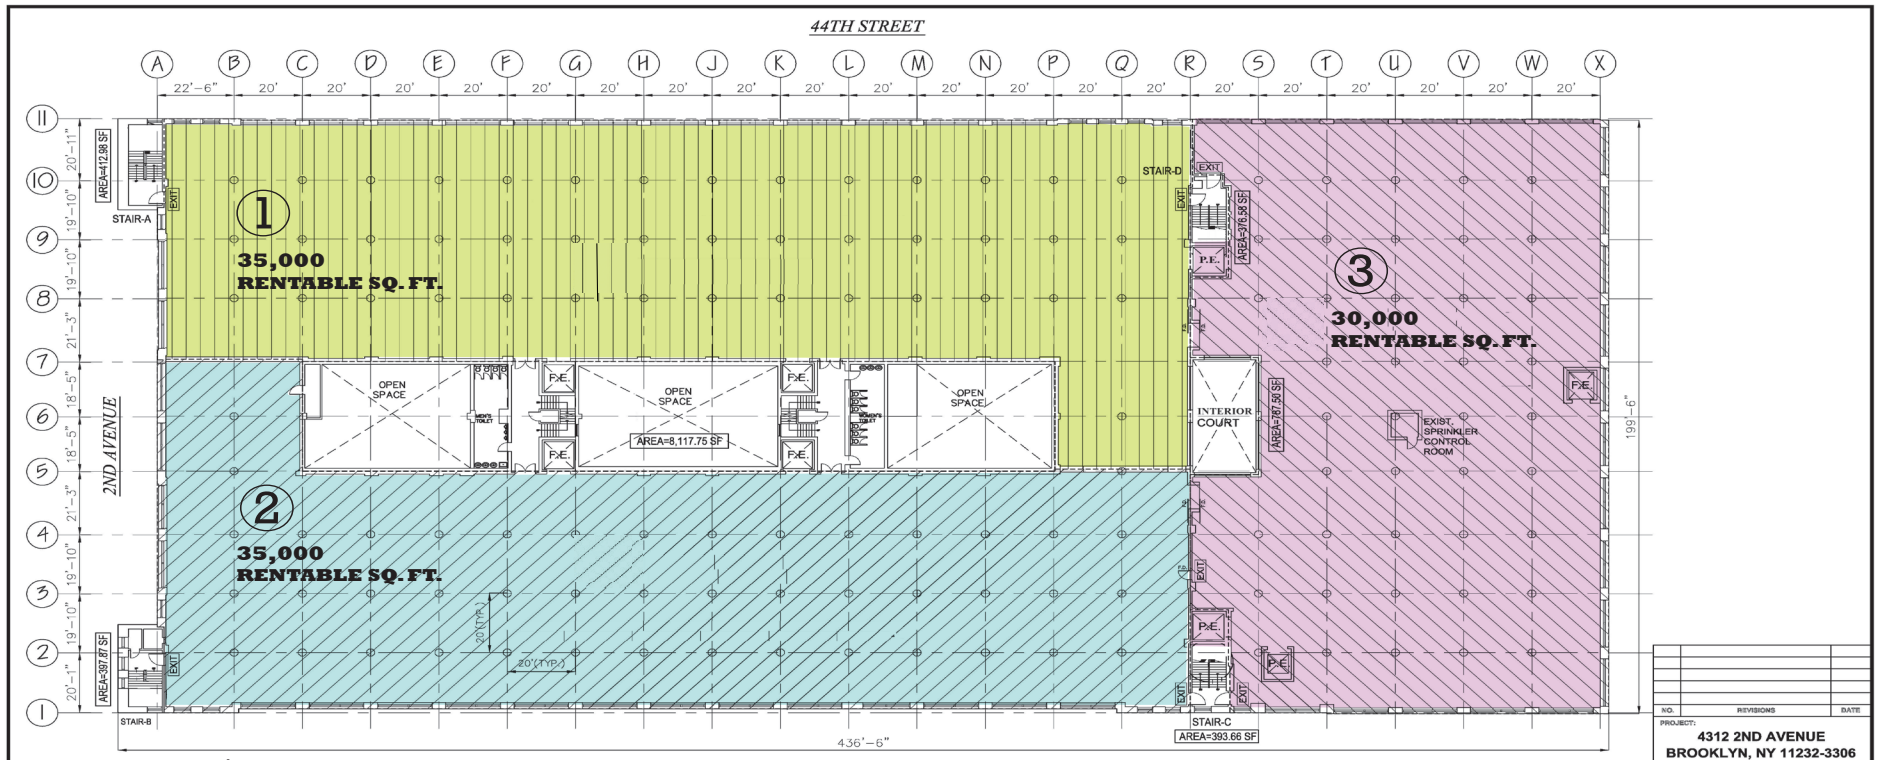 44TH STREET
A B C D E F G H J K L M N P Q R S T U V W X
22'-6" 20' 20' 20' 20' 20' 20' 20' 20' 20' 20' 20' 20' 20' 20' 20' 20' 20' 20' 20' 20'
11
20'-11"
AREA=412.98 SF
10
STAIR-D
EXIT
EXIT
EXIT
19'-10"
STAIR-A
1
AREA=376.58 SF
9
35,000
RENTABLE SQ. FT.
P.E.
3
19'-10"
8
30,000
RENTABLE SQ. FT.
21'-3"
7
18'-5"
OPEN
SPACE
F.E.
OPEN
SPACE
F.E.
OPEN
SPACE
F.E.
6
MEN'S
TOILET
WOMEN'S
TOILET
INTERIOR
COURT
AREA=787.50 SF
EXIST.
SPRINKLER
CONTROL
ROOM
199'-6"
2ND AVENUE
18'-5"
AREA=8,117.75 SF
F.E.
F.E.
5
21'-3"
2
4
35,000
RENTABLE SQ. FT.
19'-10"
EXIT
3
20'(TYP.)
19'-10"
P.E.
AREA=397.87 SF
2
EXIT
20'(TYP.)
P.E.
20'-1"
EXIT
EXIT
1
STAIR-B
STAIR-C
AREA=393.66 SF
436'-6"
NO. REVISIONS DATE
PROJECT:
4312 2ND AVENUE
BROOKLYN, NY 11232-3306